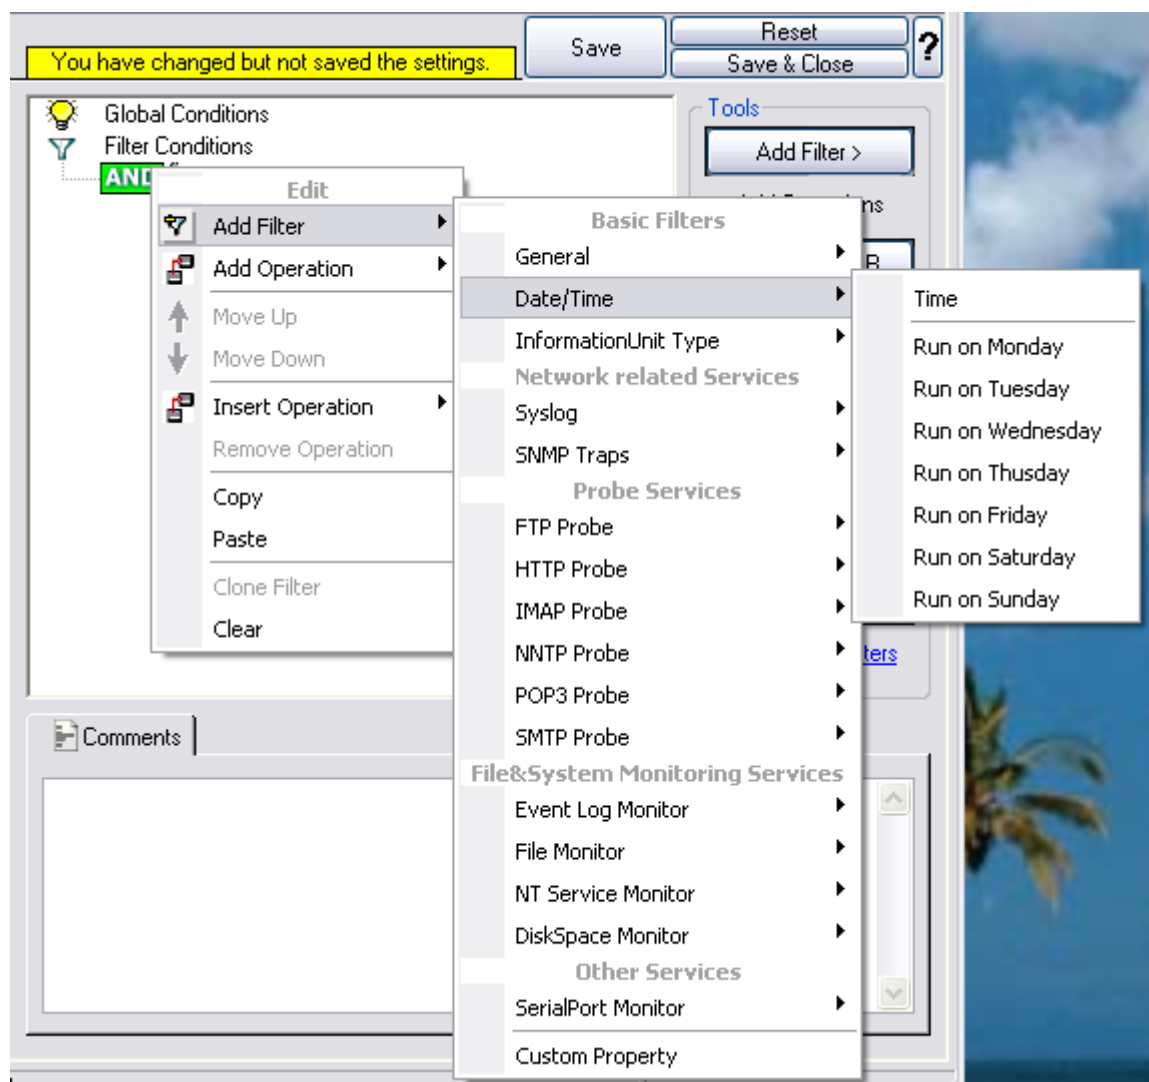 You have changed but not saved the settings.
Save
Reset
Save & Close
?
Global Conditions
Filter Conditions
AND
Tools
Add Filter >
ns
B
ters
Edit
Add Filter
Add Operation
Move Up
Move Down
Insert Operation
Remove Operation
Copy
Paste
Clone Filter
Clear
Basic Filters
General
Date/Time
InformationUnit Type
Network related Services
Syslog
SNMP Traps
Probe Services
FTP Probe
HTTP Probe
IMAP Probe
NNTP Probe
POP3 Probe
SMTP Probe
File&System Monitoring Services
Event Log Monitor
File Monitor
NT Service Monitor
DiskSpace Monitor
Other Services
SerialPort Monitor
Custom Property
Time
Run on Monday
Run on Tuesday
Run on Wednesday
Run on Thusday
Run on Friday
Run on Saturday
Run on Sunday
Comments